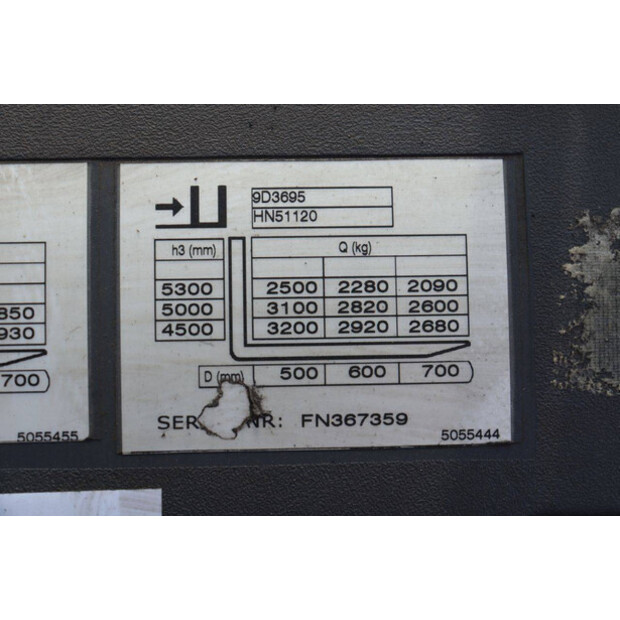 9D3695
HN51120
h3 (mm) Q (kg)
5300 2500 2280 2090
5000 3100 2820 2600
4500 3200 2920 2680
D (mm) 500 600 700
SER NR: FN367359
5055444
850
930
700
5055455